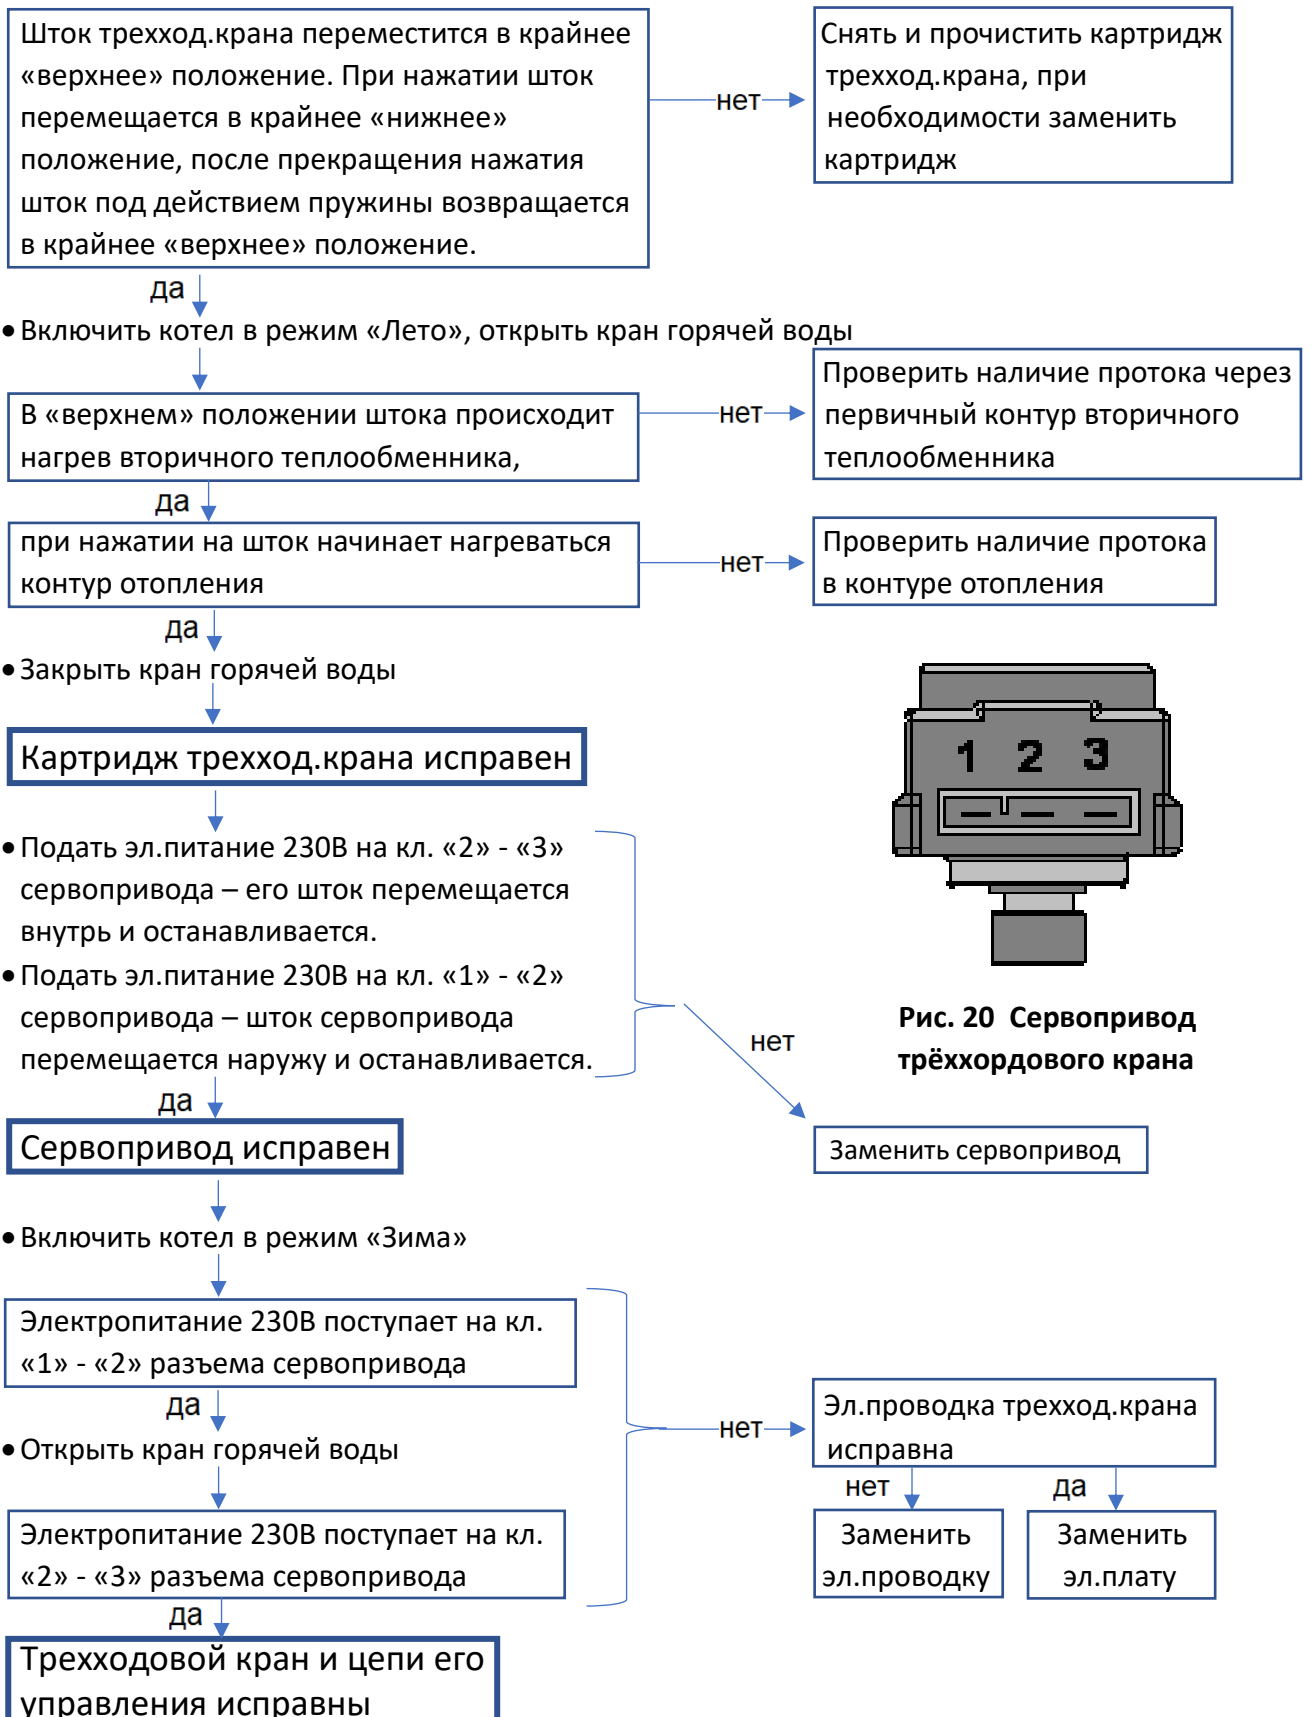 Шток трехход.крана переместится в крайнее
«верхнее» положение. При нажатии шток
перемещается в крайнее «нижнее»
положение, после прекращения нажатия
шток под действием пружины возвращается
в крайнее «верхнее» положение.
нет
Снять и прочистить картридж
трехход.крана, при
необходимости заменить
картридж
да
• Включить котел в режим «Лето», открыть кран горячей воды
В «верхнем» положении штока происходит
нагрев вторичного теплообменника,
нет
Проверить наличие протока через
первичный контур вторичного
теплообменника
да
при нажатии на шток начинает нагреваться
контур отопления
нет
Проверить наличие протока
в контуре отопления
да
• Закрыть кран горячей воды
Картридж трехход.крана исправен
1 2 3
• Подать эл.питание 230В на кл. «2» - «3»
сервопривода – его шток перемещается
внутрь и останавливается.
• Подать эл.питание 230В на кл. «1» - «2»
сервопривода – шток сервопривода
перемещается наружу и останавливается.
Рис. 20 Сервопривод
трёххордового крана
нет
да
Сервопривод исправен
Заменить сервопривод
• Включить котел в режим «Зима»
Электропитание 230В поступает на кл.
«1» - «2» разъема сервопривода
да
• Открыть кран горячей воды
нет
Эл.проводка трехход.крана
исправна
нет
да
Заменить
эл.проводку
Заменить
эл.плату
Электропитание 230В поступает на кл.
«2» - «3» разъема сервопривода
да
Трехходовой кран и цепи его
управления исправны